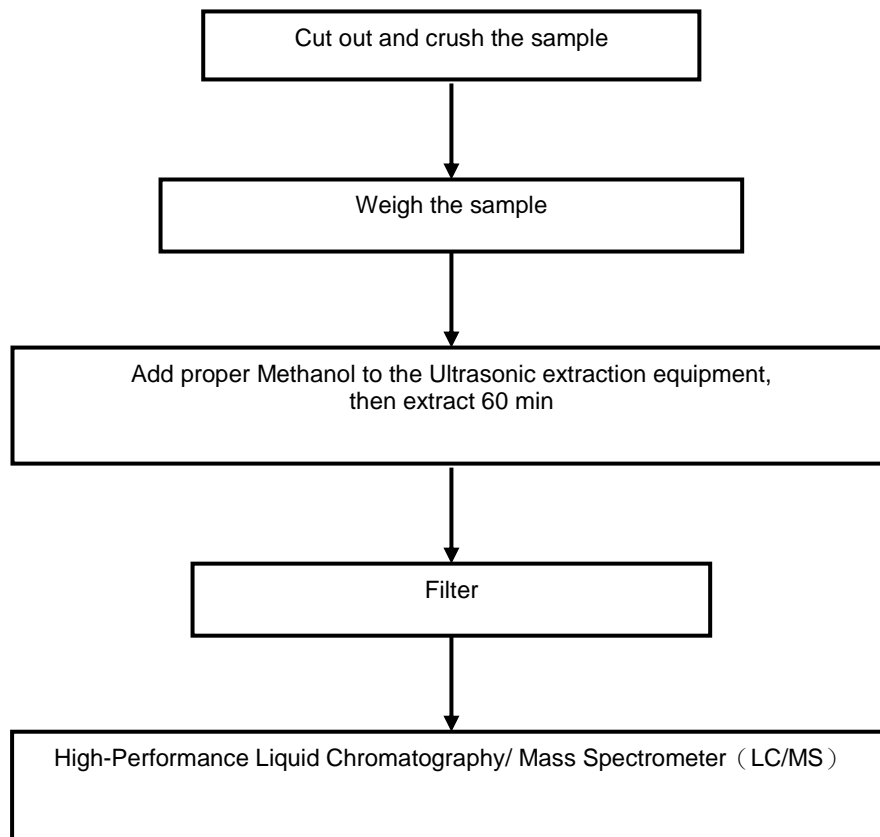 Cut out and crush the sample
Weigh the sample
Add proper Methanol to the Ultrasonic extraction equipment,
then extract 60 min
Filter
High-Performance Liquid Chromatography/ Mass Spectrometer（LC/MS）